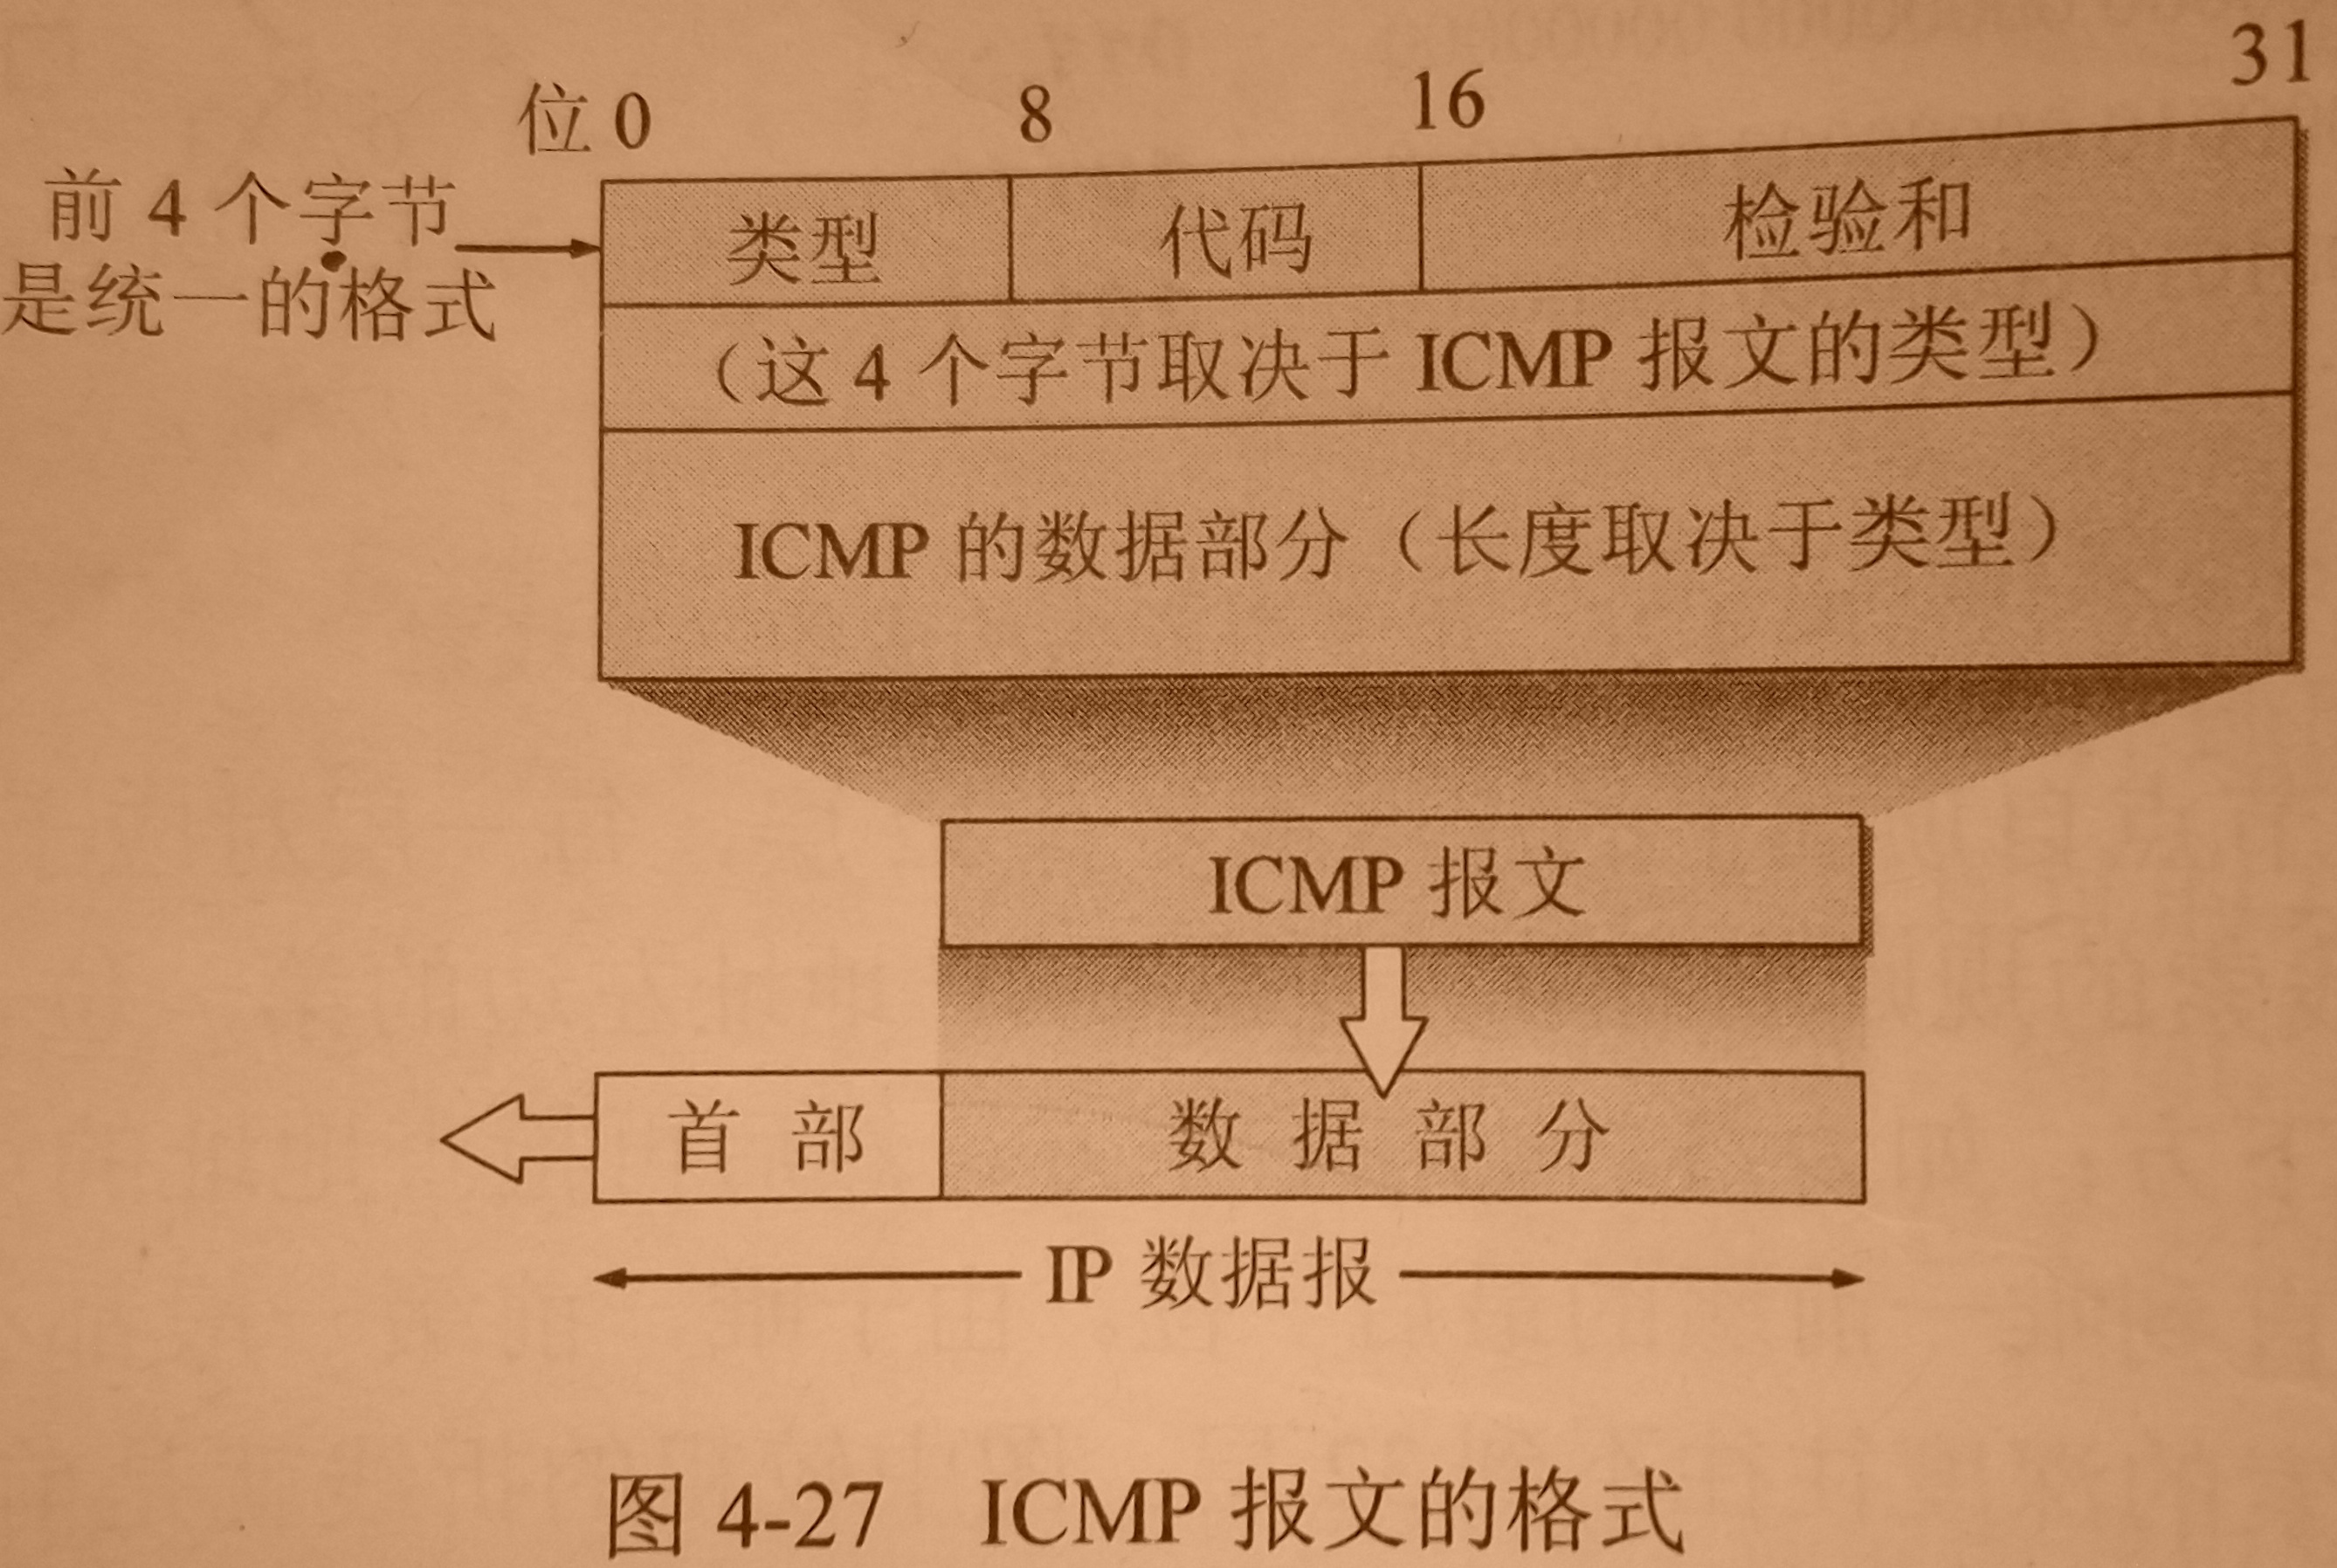 位 0 8 16 31
前 4 个字节
是统一的格式
类型 代码 检验和
（这 4 个字节取决于 ICMP 报文的类型）
ICMP 的数据部分（长度取决于类型）
ICMP 报文
首 部 数 据 部 分
IP 数据报
图 4-27 ICMP 报文的格式